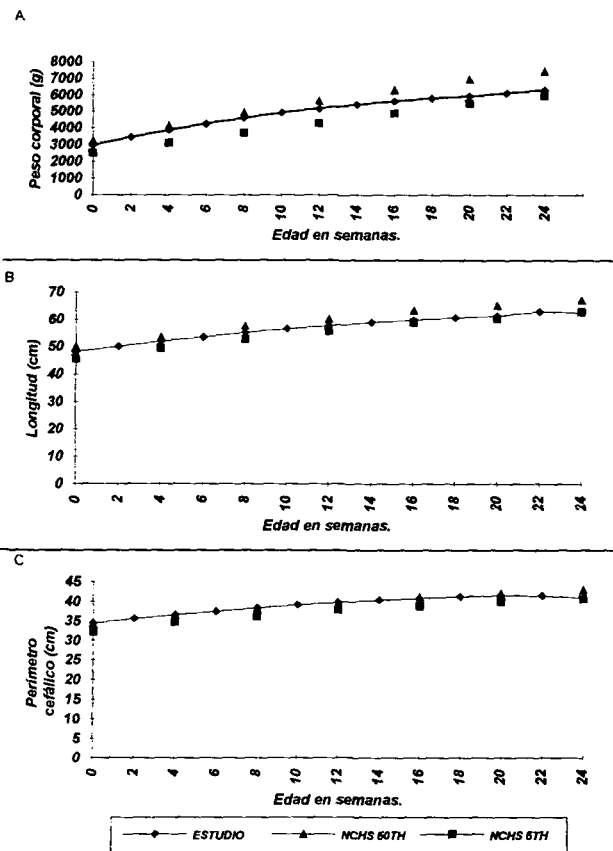 A
Peso corporal (g)
8000
7000
6000
5000
4000
3000
2000
1000
0
0 2 4 6 8 10 12 14 16 18 20 22 24
Edad en semanas.
B
Longitud (cm)
70
60
50
40
30
20
10
0
0 2 4 6 8 10 12 14 16 18 20 22 24
Edad en semanas.
C
Perímetro
cefálico (cm)
45
40
35
30
25
20
15
10
5
0
0 2 4 6 8 10 12 14 16 18 20 22 24
Edad en semanas.
ESTUDIO NCHS 50TH NCHS 5TH